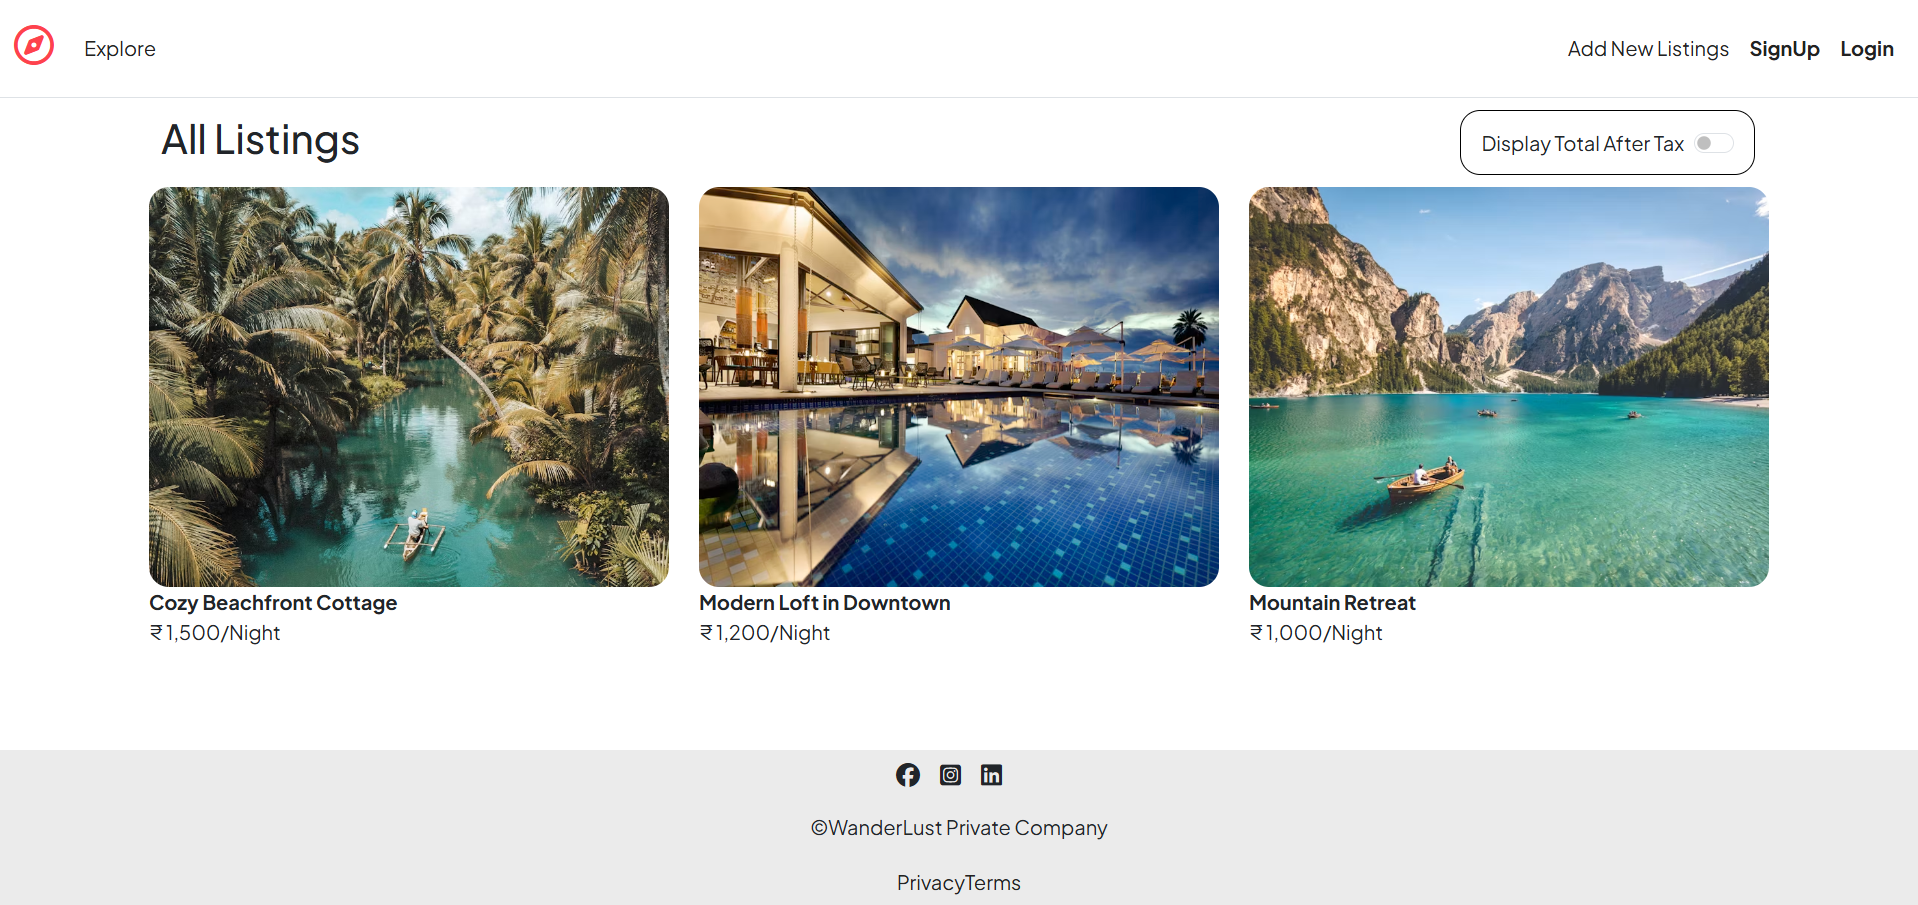 Explore
Add New Listings SignUp Login
All Listings
Display Total After Tax
Cozy Beachfront Cottage
₹ 1,500/Night
Modern Loft in Downtown
₹ 1,200/Night
Mountain Retreat
₹ 1,000/Night
©WanderLust Private Company
PrivacyTerms